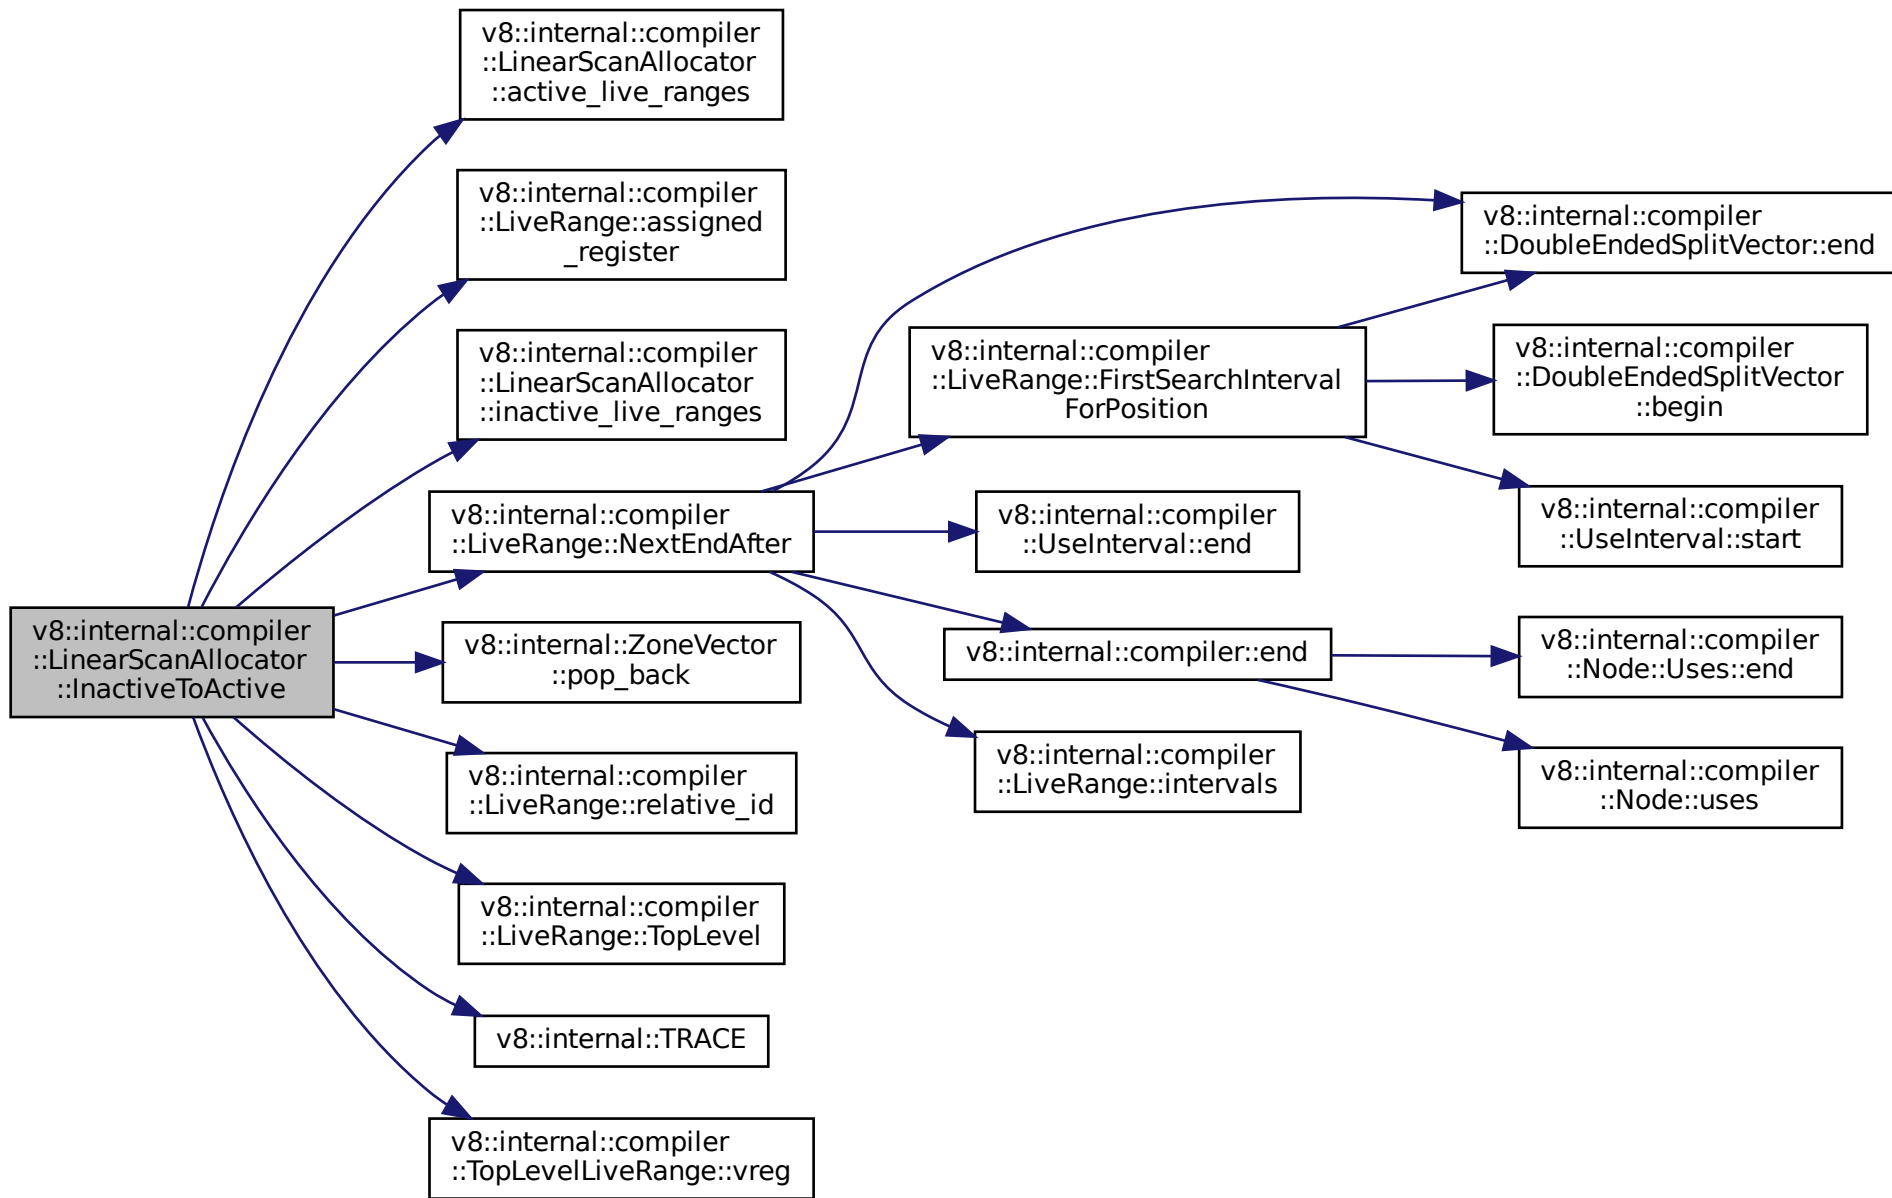 v8::internal::compiler
::LinearScanAllocator
::InactiveToActive
v8::internal::compiler
::LinearScanAllocator
::active_live_ranges
v8::internal::compiler
::LiveRange::assigned
_register
v8::internal::compiler
::LinearScanAllocator
::inactive_live_ranges
v8::internal::compiler
::LiveRange::NextEndAfter
v8::internal::ZoneVector
::pop_back
v8::internal::compiler
::LiveRange::relative_id
v8::internal::compiler
::LiveRange::TopLevel
v8::internal::TRACE
v8::internal::compiler
::TopLevelLiveRange::vreg
v8::internal::compiler
::LiveRange::FirstSearchInterval
ForPosition
v8::internal::compiler
::UseInterval::end
v8::internal::compiler::end
v8::internal::compiler
::LiveRange::intervals
v8::internal::compiler
::DoubleEndedSplitVector::end
v8::internal::compiler
::DoubleEndedSplitVector
::begin
v8::internal::compiler
::UseInterval::start
v8::internal::compiler
::Node::Uses::end
v8::internal::compiler
::Node::uses